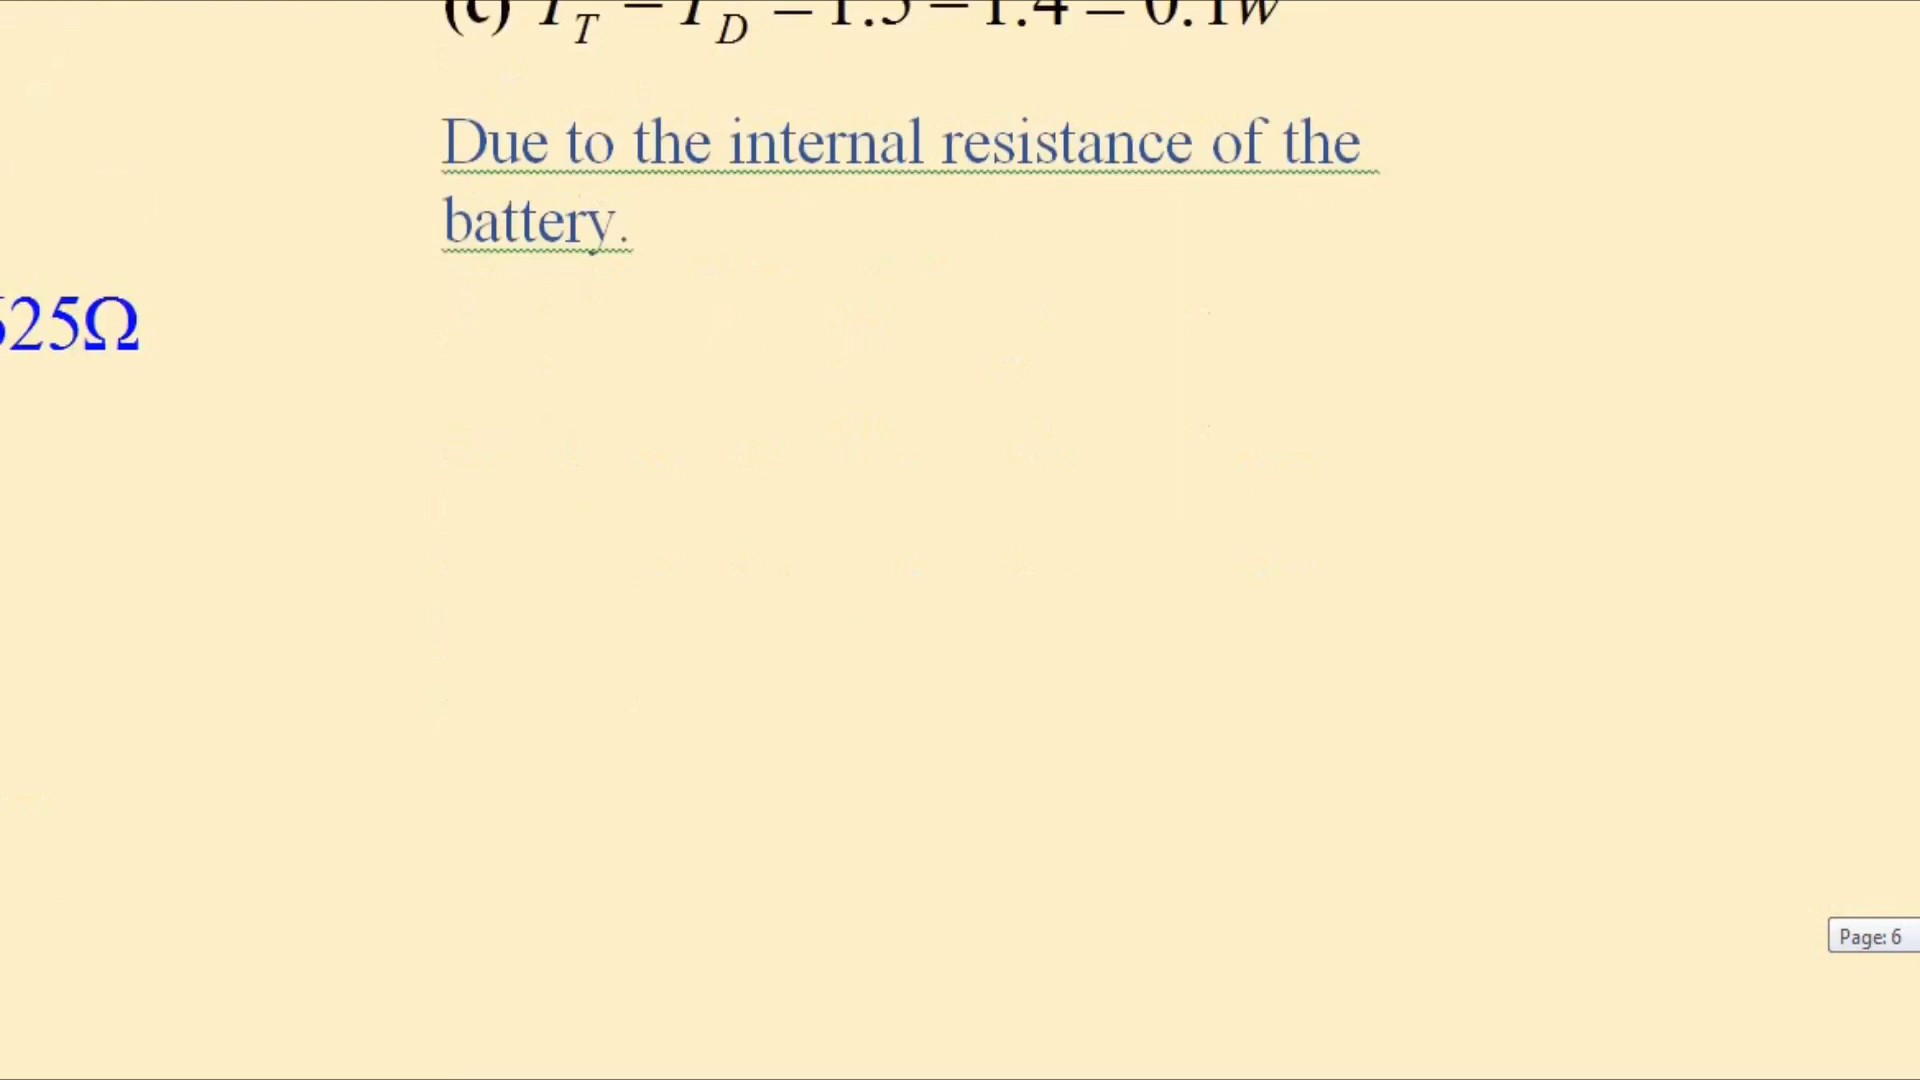 (c) P_T − P_D = 1.5 − 1.4 = 0.1w
Due to the internal resistance of the
battery.
25Ω
Page: 6